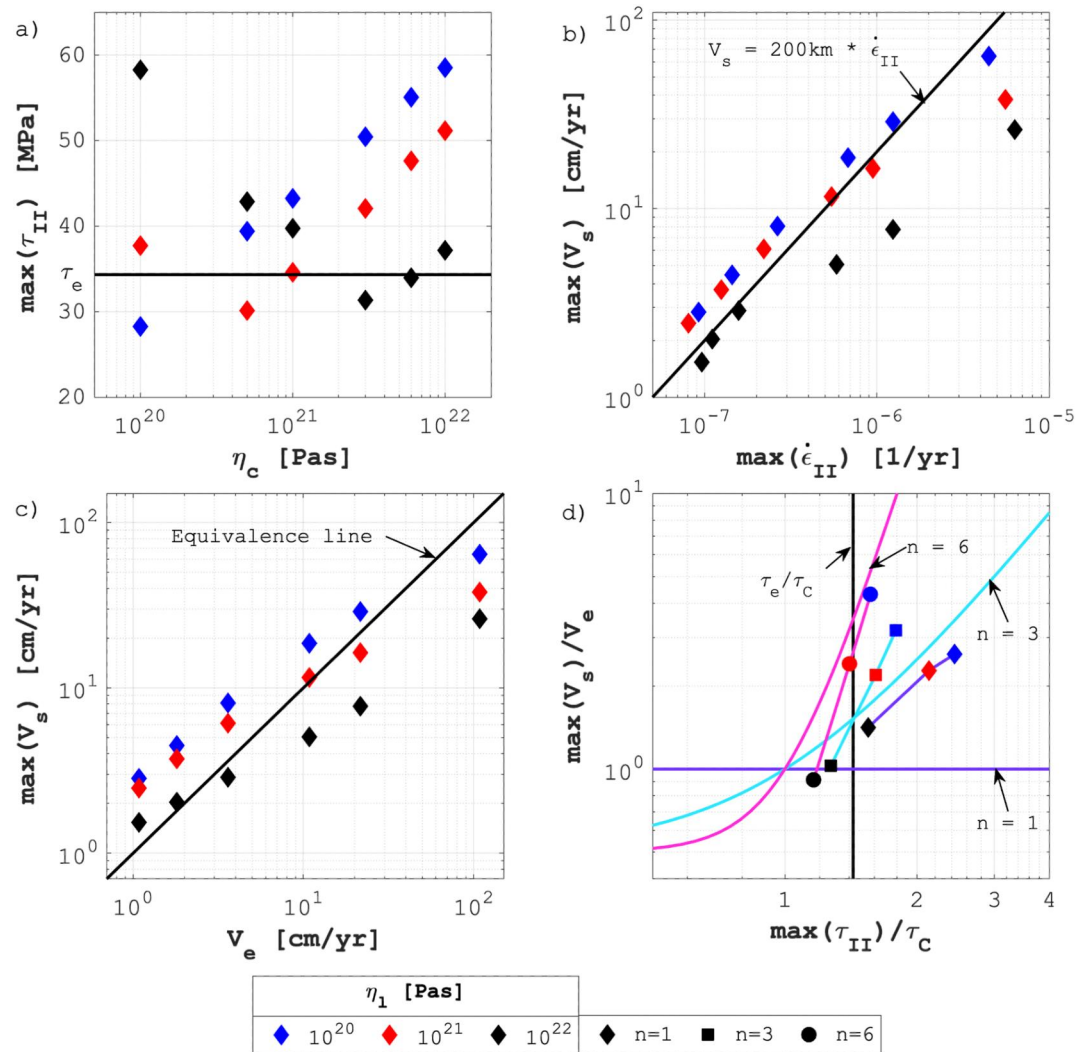 a)
60
50
40
τe
30
20
max(τII) [MPa]
10^20
10^21
10^22
ηc [Pas]
b)
10^2
10^1
10^0
max(Vs) [cm/yr]
Vs = 200km * ε̇II
10^-7
10^-6
10^-5
max(ε̇II) [1/yr]
c)
10^2
10^1
10^0
max(Vs) [cm/yr]
Equivalence line
10^0
10^1
10^2
Ve [cm/yr]
d)
10^1
10^0
max(Vs)/Ve
τe/τC
n = 6
n = 3
n = 1
1
2
3
4
max(τII)/τC
ηl [Pas]
10^20 10^21 10^22 n=1 n=3 n=6